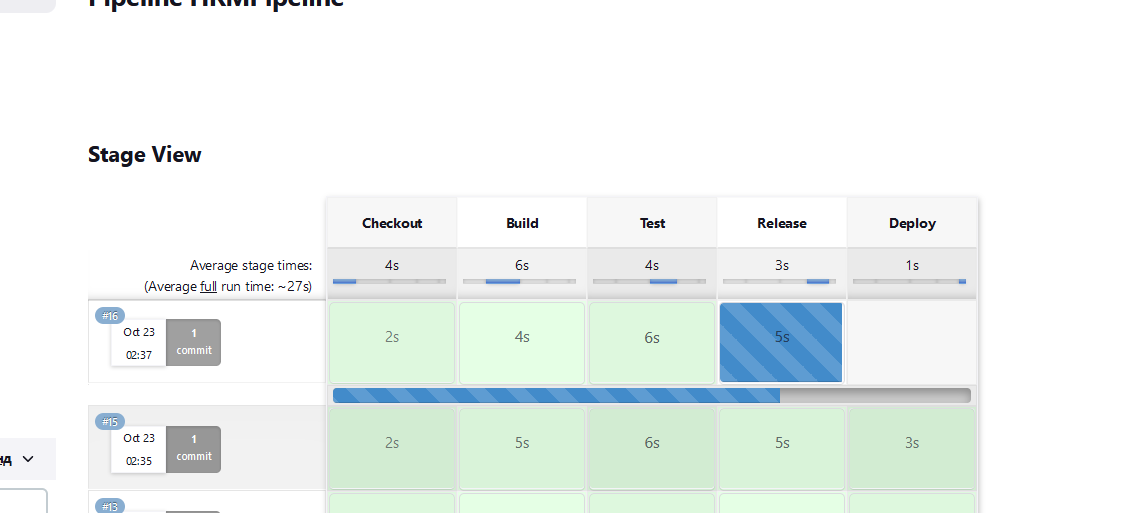 Pipeline HRMPipeline
Stage View
Checkout Build Test Release Deploy
Average stage times: 4s 6s 4s 3s 1s
(Average full run time: ~27s)
#16
Oct 23 1 2s 4s 6s 5s
02:37 commit
#15
Oct 23 1 2s 5s 6s 5s 3s
02:35 commit
#13